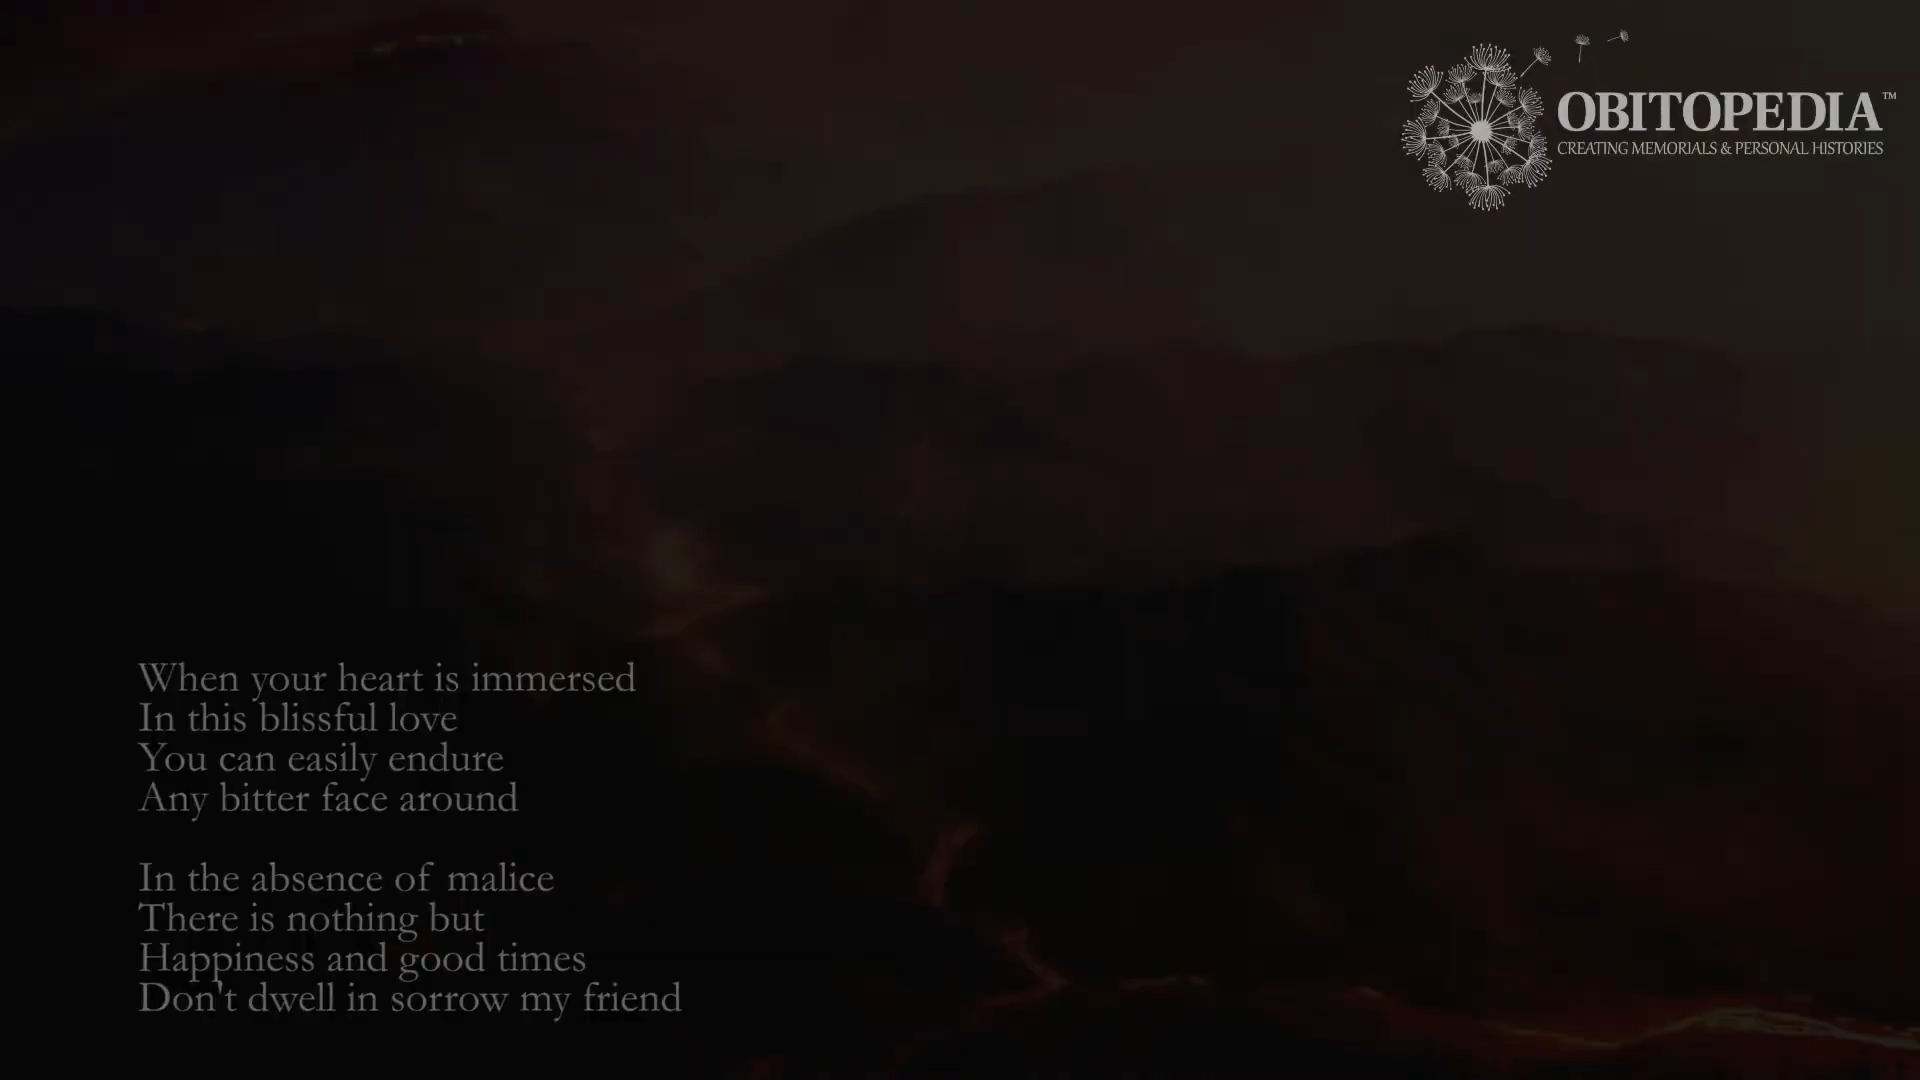 OBITOPEDIA™
CREATING MEMORIALS & PERSONAL HISTORIES
When your heart is immersed
In this blissful love
You can easily endure
Any bitter face around
In the absence of malice
There is nothing but
Happiness and good times
Don't dwell in sorrow my friend